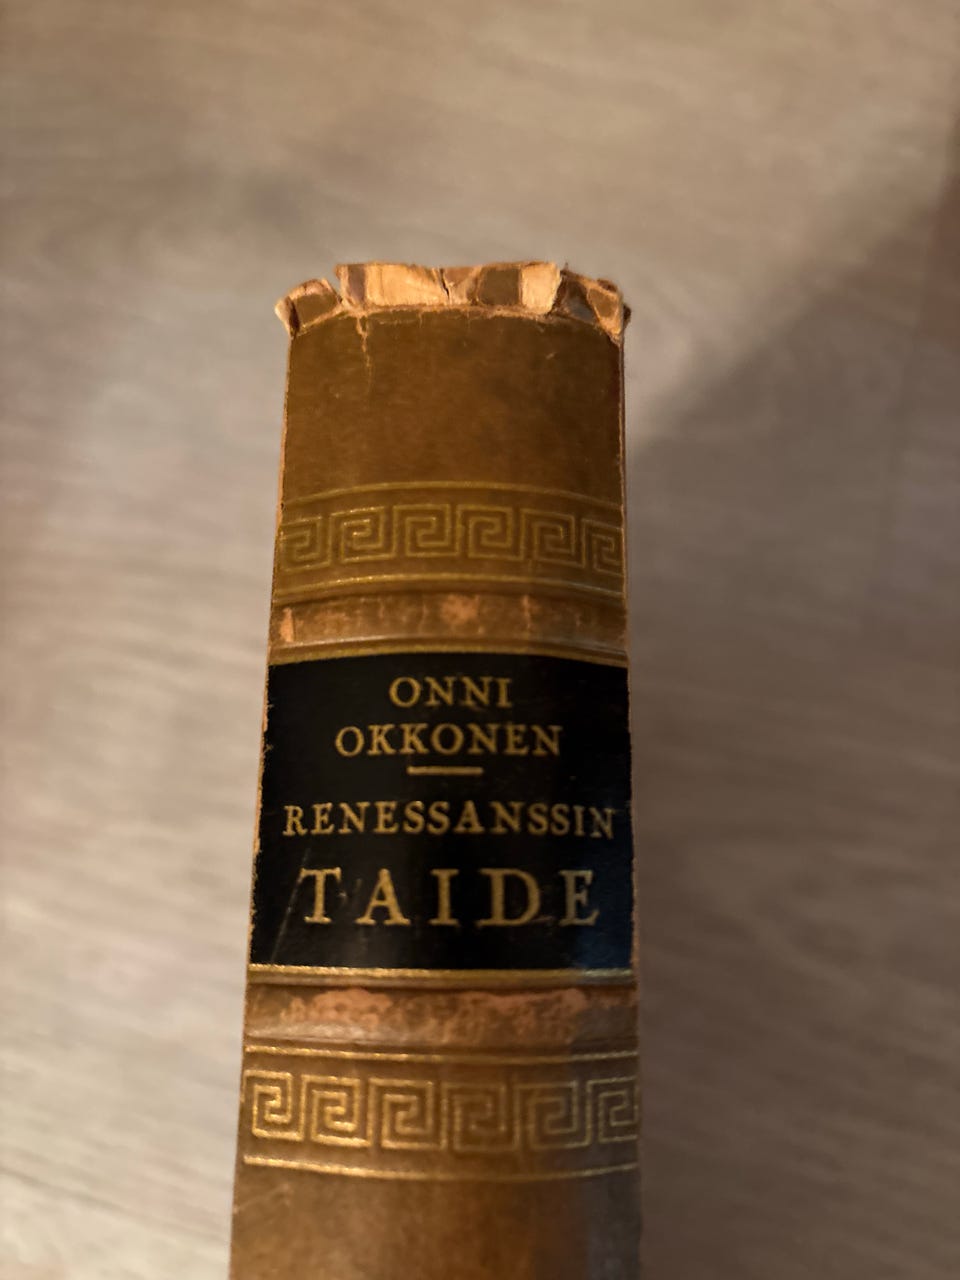 ONNI
OKKONEN
RENESSANSSIN
TAIDE